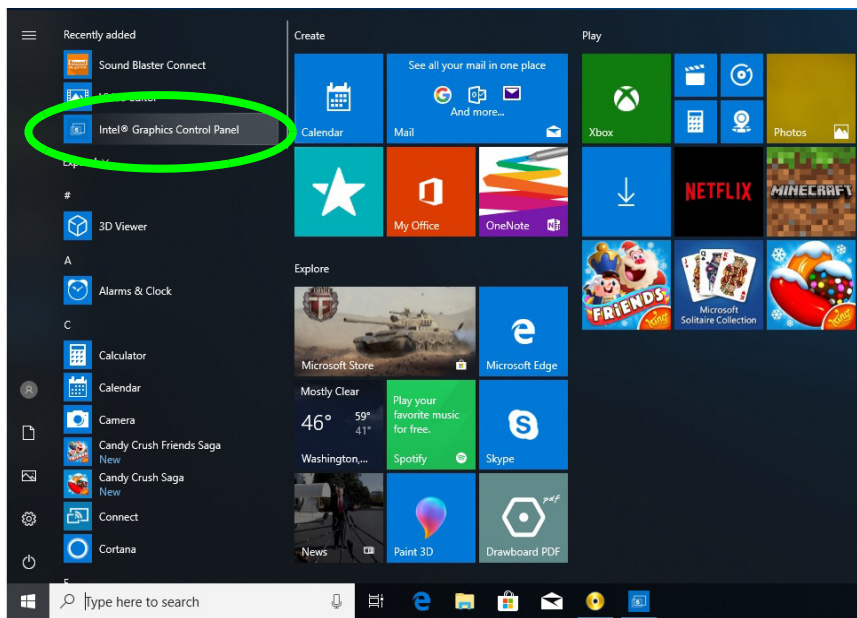 Recently added
Sound Blaster Connect
Intel® Graphics Control Panel
#
3D Viewer
A
Alarms & Clock
C
Calculator
Calendar
Camera
Candy Crush Friends Saga
New
Candy Crush Saga
New
Connect
Cortana
Type here to search
Create
Calendar
See all your mail in one place
And more...
Mail
My Office
OneNote
Explore
Microsoft Store
Microsoft Edge
Mostly Clear
46°
59°
41°
Washington,...
Play your
favorite music
for free.
Spotify
Skype
News
Paint 3D
pdf
Drawboard PDF
Play
Xbox
Photos
NETFLIX
MINECRAFT
FRIENDS
King
Microsoft
Solitaire Collection
King